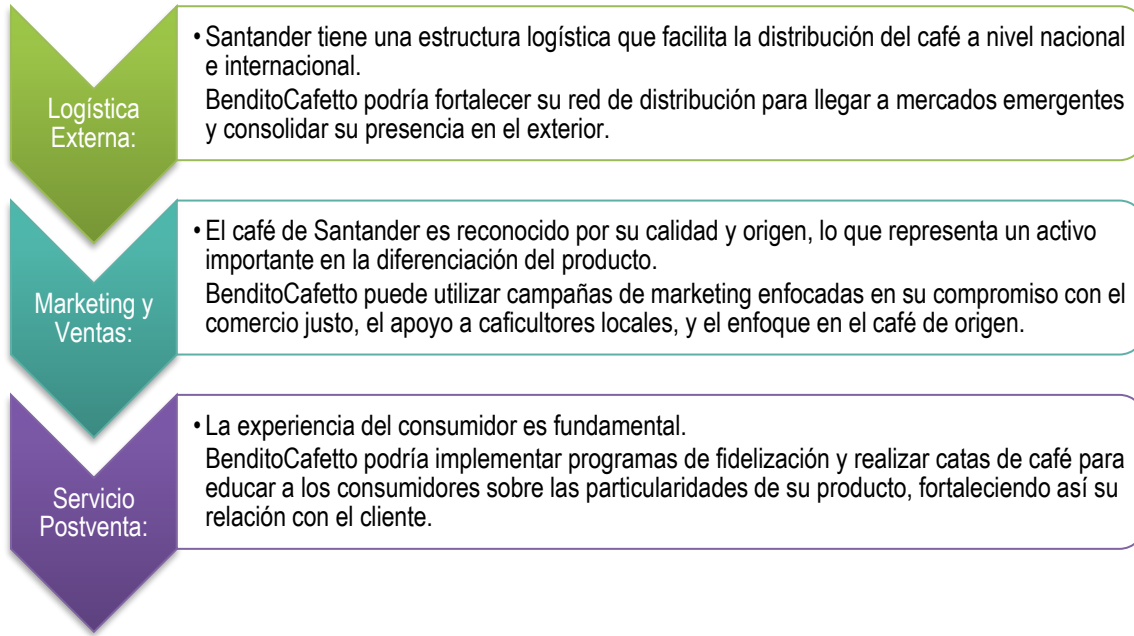 Logística
Externa:
• Santander tiene una estructura logística que facilita la distribución del café a nivel nacional
e internacional.
BenditoCafetto podría fortalecer su red de distribución para llegar a mercados emergentes
y consolidar su presencia en el exterior.
Marketing y
Ventas:
• El café de Santander es reconocido por su calidad y origen, lo que representa un activo
importante en la diferenciación del producto.
BenditoCafetto puede utilizar campañas de marketing enfocadas en su compromiso con el
comercio justo, el apoyo a caficultores locales, y el enfoque en el café de origen.
Servicio
Postventa:
• La experiencia del consumidor es fundamental.
BenditoCafetto podría implementar programas de fidelización y realizar catas de café para
educar a los consumidores sobre las particularidades de su producto, fortaleciendo así su
relación con el cliente.